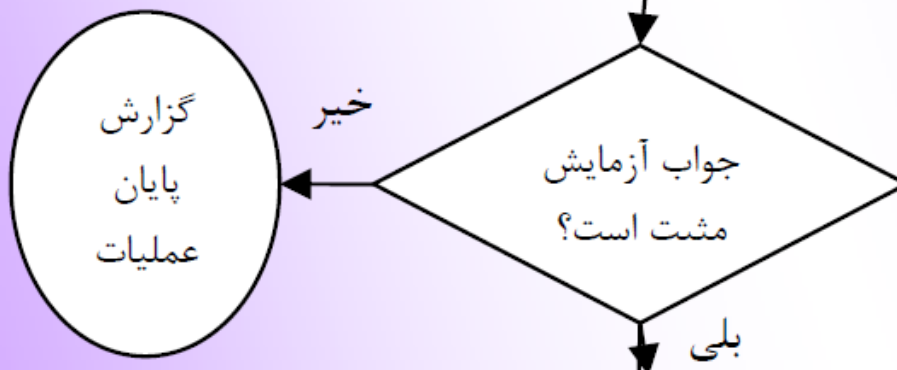 جواب آزمایش
مثبت است؟
خیر
گزارش
پایان
عملیات
بلی